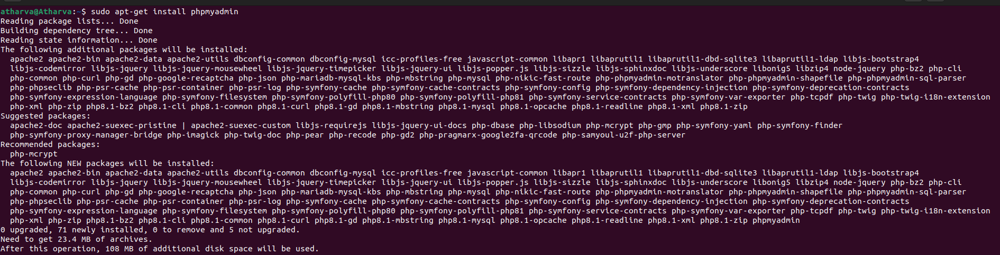 atharva@Atharva:~$ sudo apt-get install phpmyadmin
Reading package lists... Done
Building dependency tree... Done
Reading state information... Done
The following additional packages will be installed:
  apache2 apache2-bin apache2-data apache2-utils dbconfig-common dbconfig-mysql icc-profiles-free javascript-common libapr1 libaprutil1 libaprutil1-dbd-sqlite3 libaprutil1-ldap libjs-bootstrap4
  libjs-codemirror libjs-jquery libjs-jquery-mousewheel libjs-jquery-timepicker libjs-jquery-ui libjs-popper.js libjs-sizzle libjs-sphinxdoc libjs-underscore libonig5 libzip4 node-jquery php-bz2 php-cli
  php-common php-curl php-gd php-google-recaptcha php-json php-mariadb-mysql-kbs php-mbstring php-mysql php-nikic-fast-route php-phpmyadmin-motranslator php-phpmyadmin-shapefile php-phpmyadmin-sql-parser
  php-phpseclib php-psr-cache php-psr-container php-psr-log php-symfony-cache php-symfony-cache-contracts php-symfony-config php-symfony-dependency-injection php-symfony-deprecation-contracts
  php-symfony-expression-language php-symfony-filesystem php-symfony-polyfill-php80 php-symfony-polyfill-php81 php-symfony-service-contracts php-symfony-var-exporter php-tcpdf php-twig php-twig-i18n-extension
  php-xml php-zip php8.1-bz2 php8.1-cli php8.1-common php8.1-curl php8.1-gd php8.1-mbstring php8.1-mysql php8.1-opcache php8.1-readline php8.1-xml php8.1-zip
Suggested packages:
  apache2-doc apache2-suexec-pristine | apache2-suexec-custom libjs-requirejs libjs-jquery-ui-docs php-dbase php-libsodium php-mcrypt php-gmp php-symfony-yaml php-symfony-finder
  php-symfony-proxy-manager-bridge php-imagick php-twig-doc php-pear php-recode php-gd2 php-pragmarx-google2fa-qrcode php-samyoul-u2f-php-server
Recommended packages:
  php-mcrypt
The following NEW packages will be installed:
  apache2 apache2-bin apache2-data apache2-utils dbconfig-common dbconfig-mysql icc-profiles-free javascript-common libapr1 libaprutil1 libaprutil1-dbd-sqlite3 libaprutil1-ldap libjs-bootstrap4
  libjs-codemirror libjs-jquery libjs-jquery-mousewheel libjs-jquery-timepicker libjs-jquery-ui libjs-popper.js libjs-sizzle libjs-sphinxdoc libjs-underscore libonig5 libzip4 node-jquery php-bz2 php-cli
  php-common php-curl php-gd php-google-recaptcha php-json php-mariadb-mysql-kbs php-mbstring php-mysql php-nikic-fast-route php-phpmyadmin-motranslator php-phpmyadmin-shapefile php-phpmyadmin-sql-parser
  php-phpseclib php-psr-cache php-psr-container php-psr-log php-symfony-cache php-symfony-cache-contracts php-symfony-config php-symfony-dependency-injection php-symfony-deprecation-contracts
  php-symfony-expression-language php-symfony-filesystem php-symfony-polyfill-php80 php-symfony-polyfill-php81 php-symfony-service-contracts php-symfony-var-exporter php-tcpdf php-twig php-twig-i18n-extension
  php-xml php-zip php8.1-bz2 php8.1-cli php8.1-common php8.1-curl php8.1-gd php8.1-mbstring php8.1-mysql php8.1-opcache php8.1-readline php8.1-xml php8.1-zip phpmyadmin
0 upgraded, 71 newly installed, 0 to remove and 5 not upgraded.
Need to get 23.4 MB of archives.
After this operation, 108 MB of additional disk space will be used.